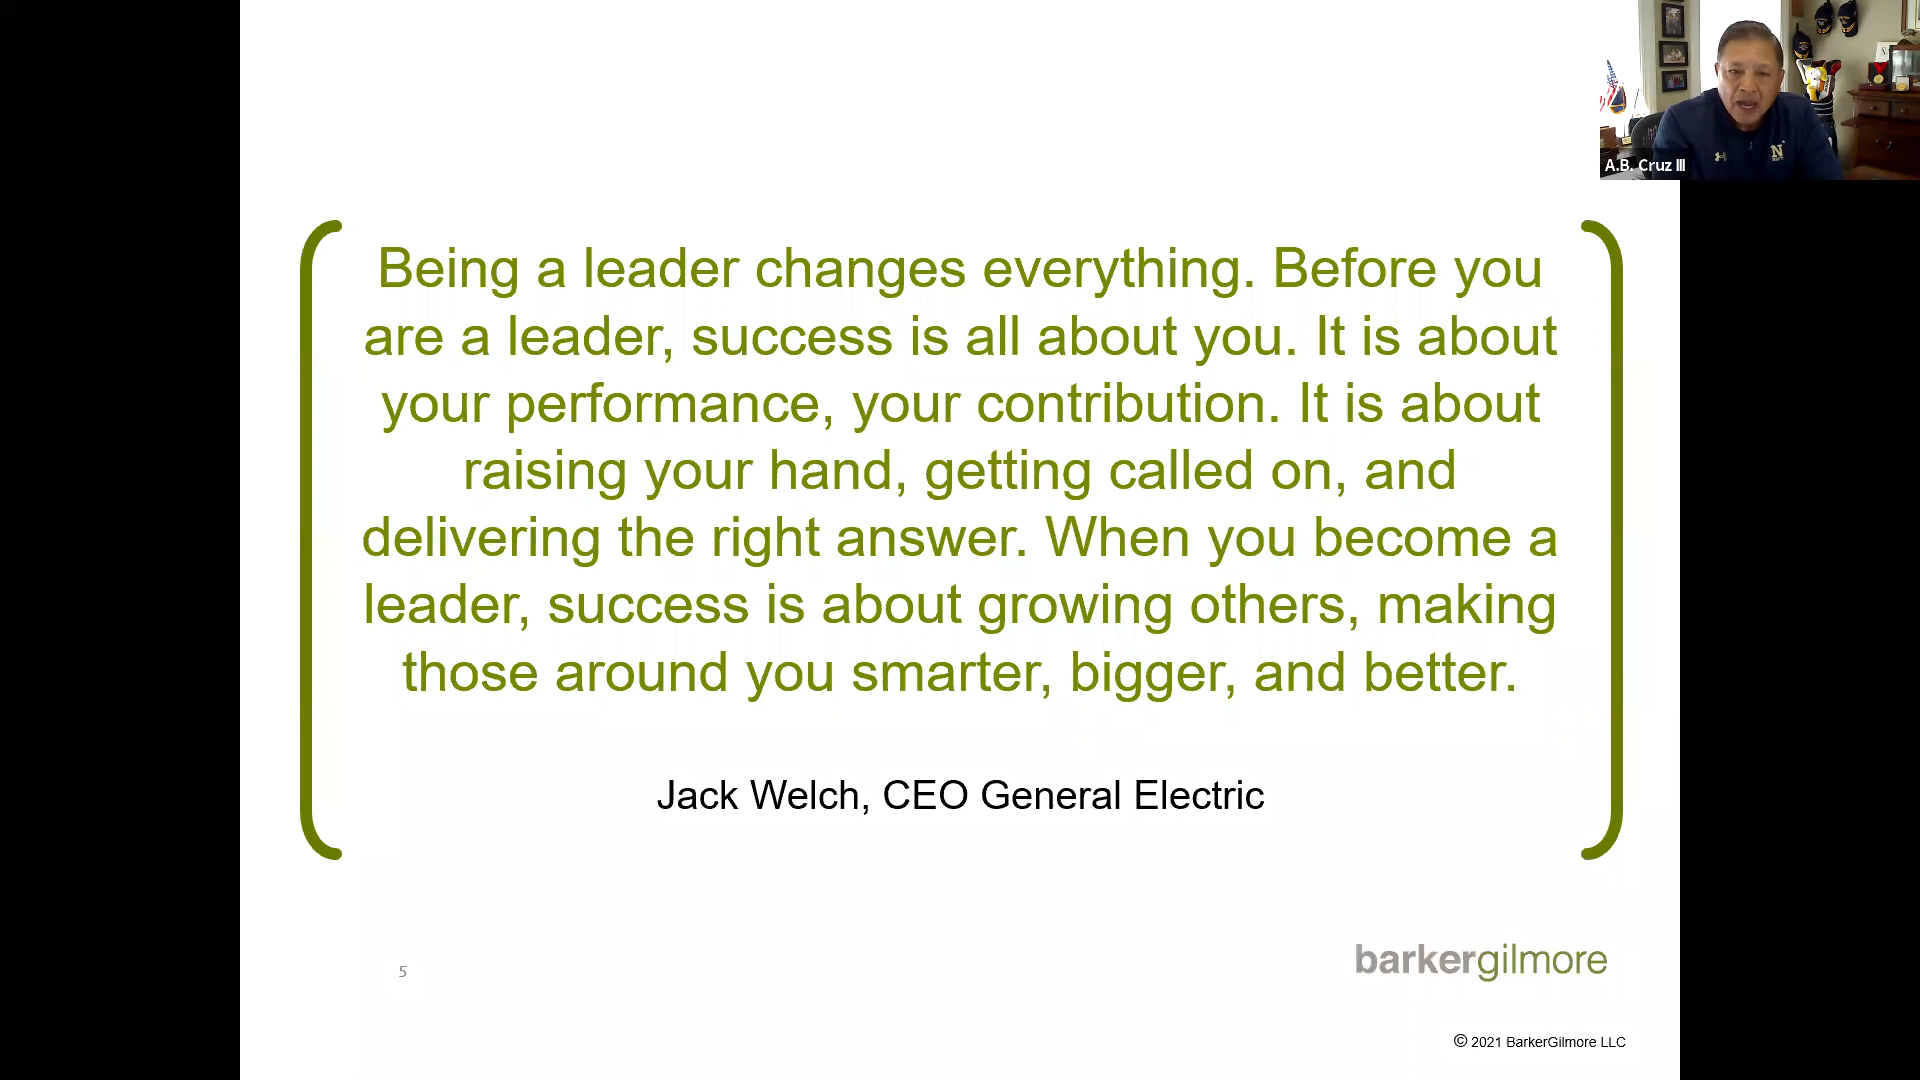 A.B. Cruz III
N
Being a leader changes everything. Before you
are a leader, success is all about you. It is about
your performance, your contribution. It is about
raising your hand, getting called on, and
delivering the right answer. When you become a
leader, success is about growing others, making
those around you smarter, bigger, and better.
Jack Welch, CEO General Electric
5
barkergilmore
© 2021 BarkerGilmore LLC